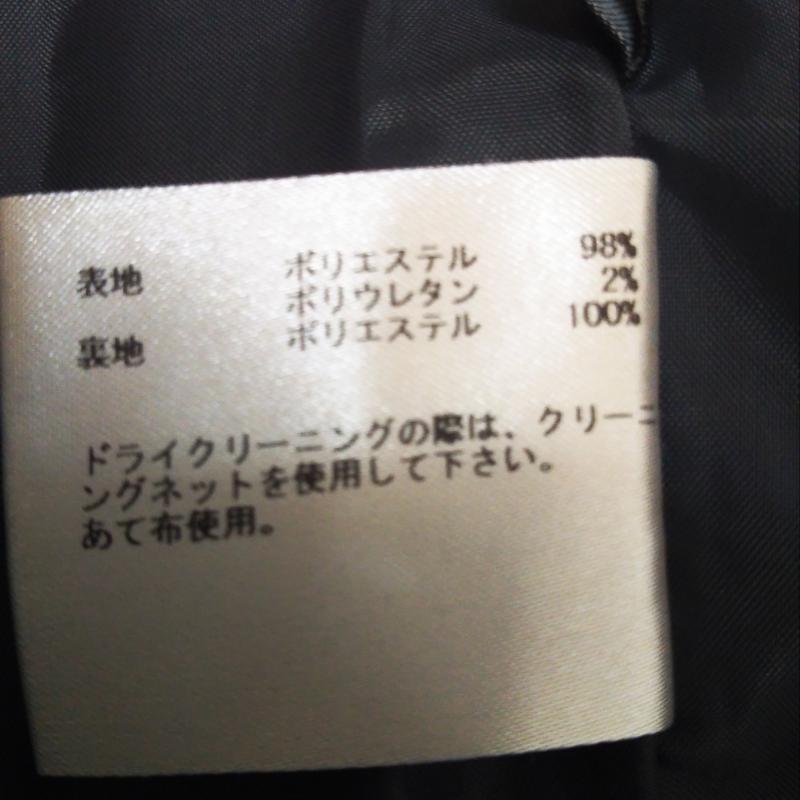 表地 ポリエステル 98%
ポリウレタン 2%
裏地 ポリエステル 100%
ドライクリーニングの際は、クリーニ
ングネットを使用して下さい。
あて布使用。